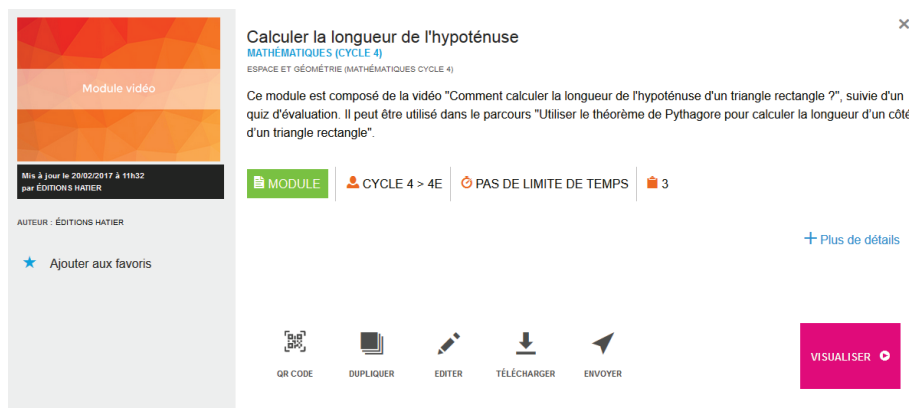 Module vidéo
Mis à jour le 20/02/2017 à 11h32
par ÉDITIONS HATIER
AUTEUR : ÉDITIONS HATIER
Ajouter aux favoris
Calculer la longueur de l'hypoténuse
MATHÉMATIQUES (CYCLE 4)
ESPACE ET GÉOMÉTRIE (MATHÉMATIQUES CYCLE 4)
Ce module est composé de la vidéo "Comment calculer la longueur de l'hypoténuse d'un triangle rectangle ?", suivie d'un
quiz d'évaluation. Il peut être utilisé dans le parcours "Utiliser le théorème de Pythagore pour calculer la longueur d'un côté
d'un triangle rectangle".
MODULE CYCLE 4 > 4E PAS DE LIMITE DE TEMPS 3
+ Plus de détails
QR CODE DUPLIQUER EDITER TÉLÉCHARGER ENVOYER
VISUALISER